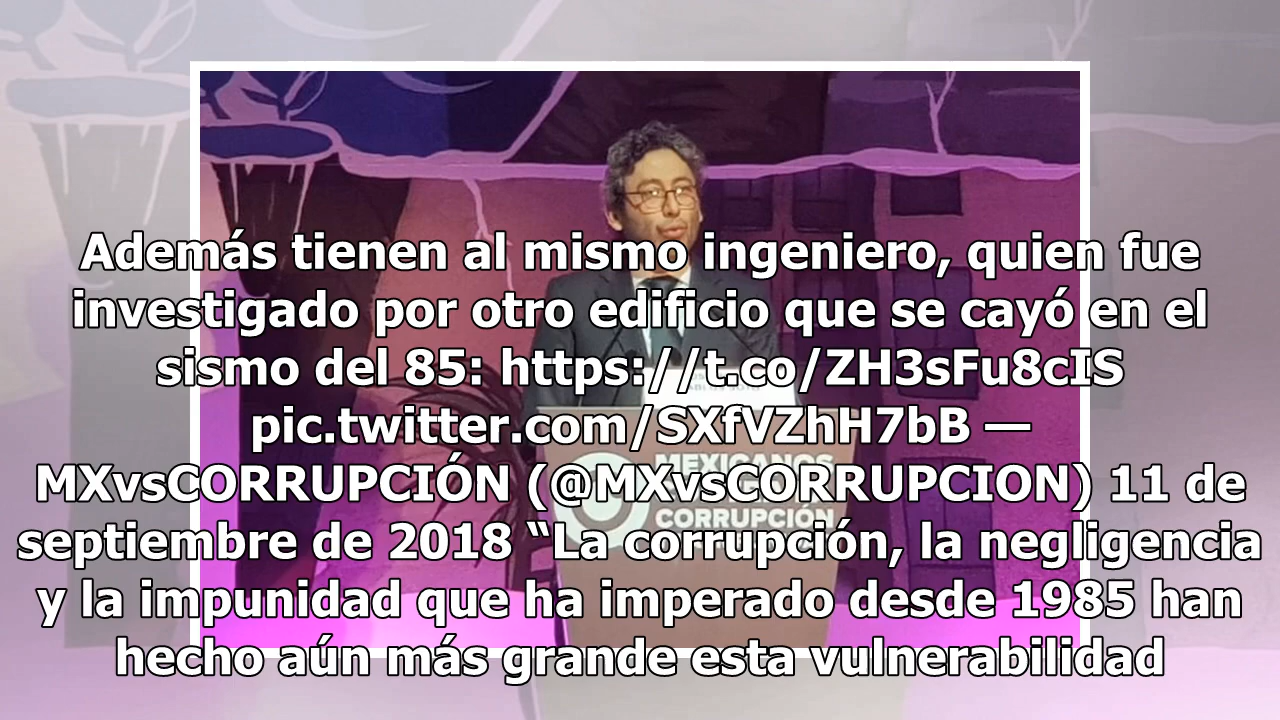 Además tienen al mismo ingeniero, quien fue
investigado por otro edificio que se cayó en el
sismo del 85: https://t.co/ZH3sFu8cIS
pic.twitter.com/SXfVZhH7bB —
MXvsCORRUPCIÓN (@MXvsCORRUPCION) 11 de
septiembre de 2018 “La corrupción, la negligencia
y la impunidad que ha imperado desde 1985 han
hecho aún más grande esta vulnerabilidad
MEXICANOS
CORRUPCIÓN